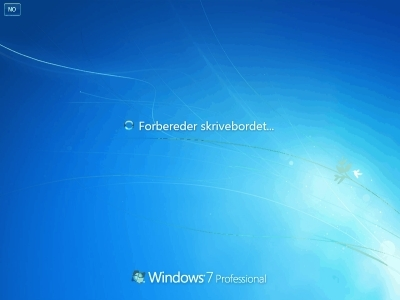 NO
Forbereder skrivebordet...
Windows 7 Professional